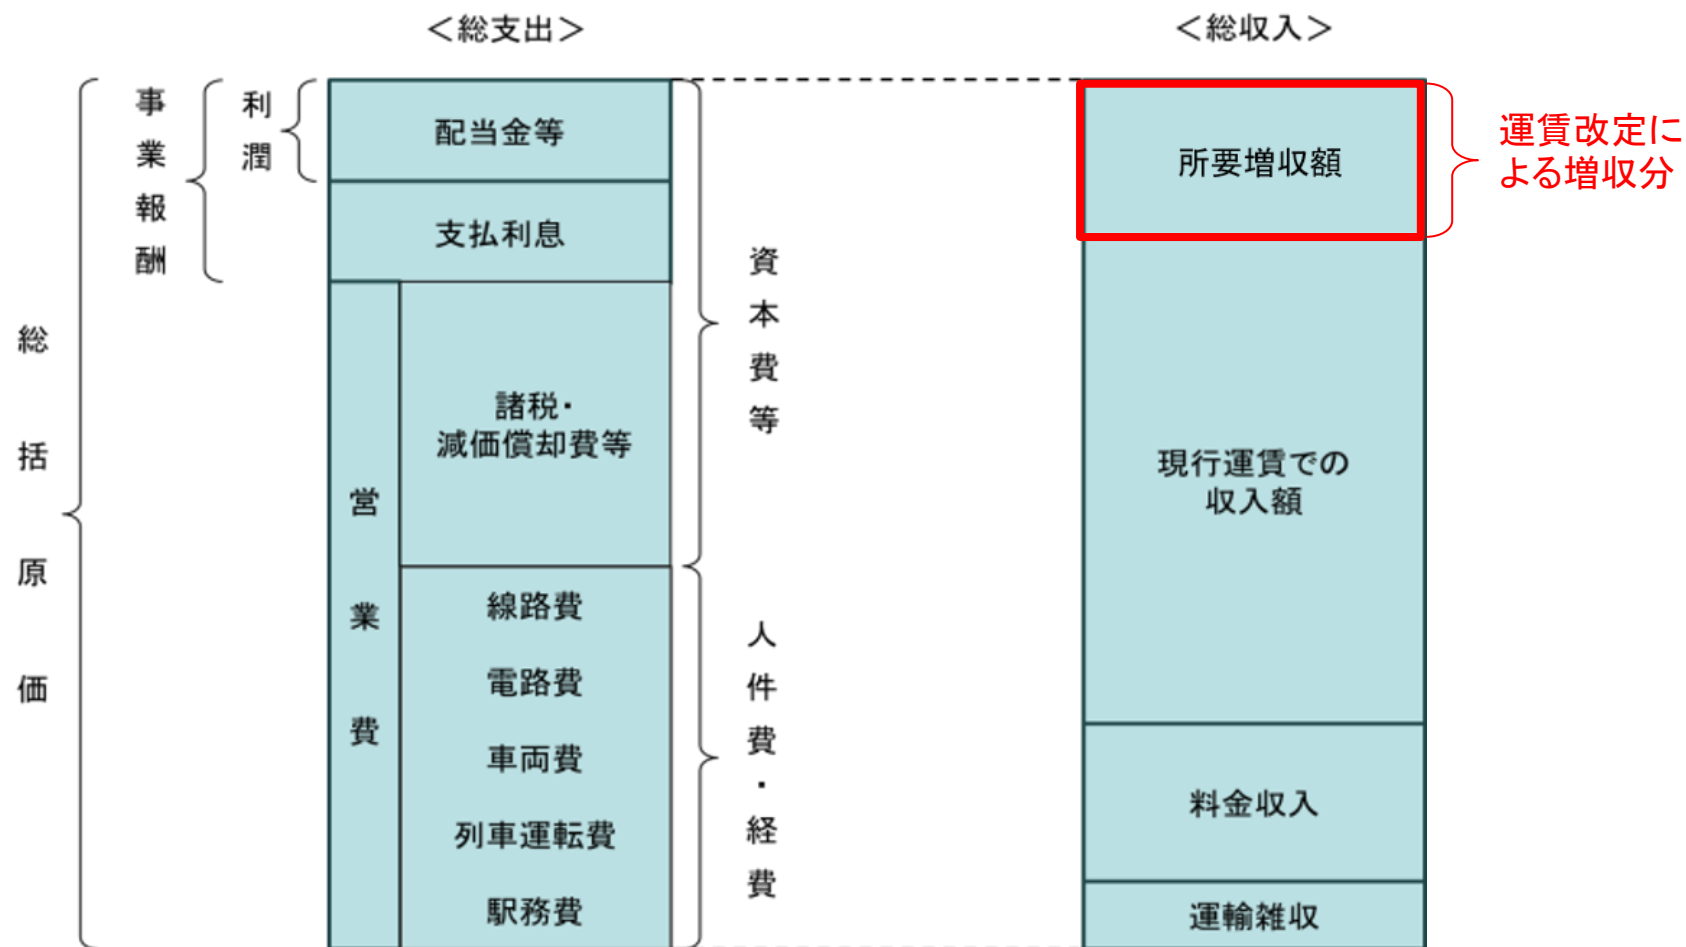 ＜総支出＞
＜総収入＞
総括原価
事業報酬
利潤
配当金等
支払利息
営業費
諸税・
減価償却費等
線路費
電路費
車両費
列車運転費
駅務費
資本費等
人件費・経費
所要増収額
運賃改定に
よる増収分
現行運賃での
収入額
料金収入
運輸雑収